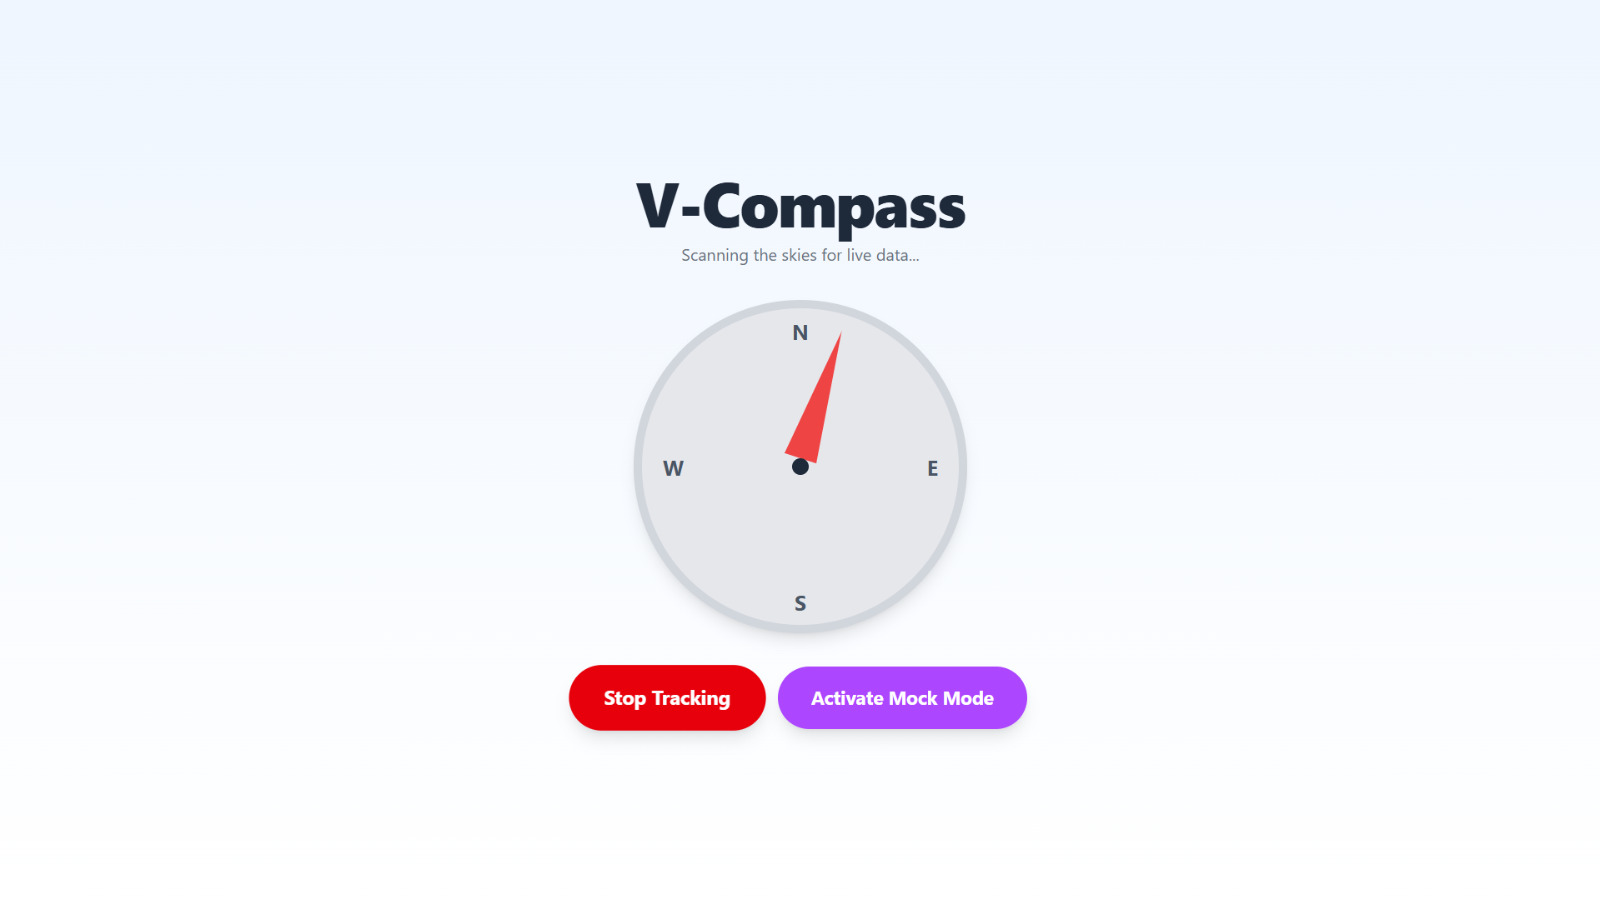 V-Compass
Scanning the skies for live data...
N
W
E
S
Stop Tracking
Activate Mock Mode